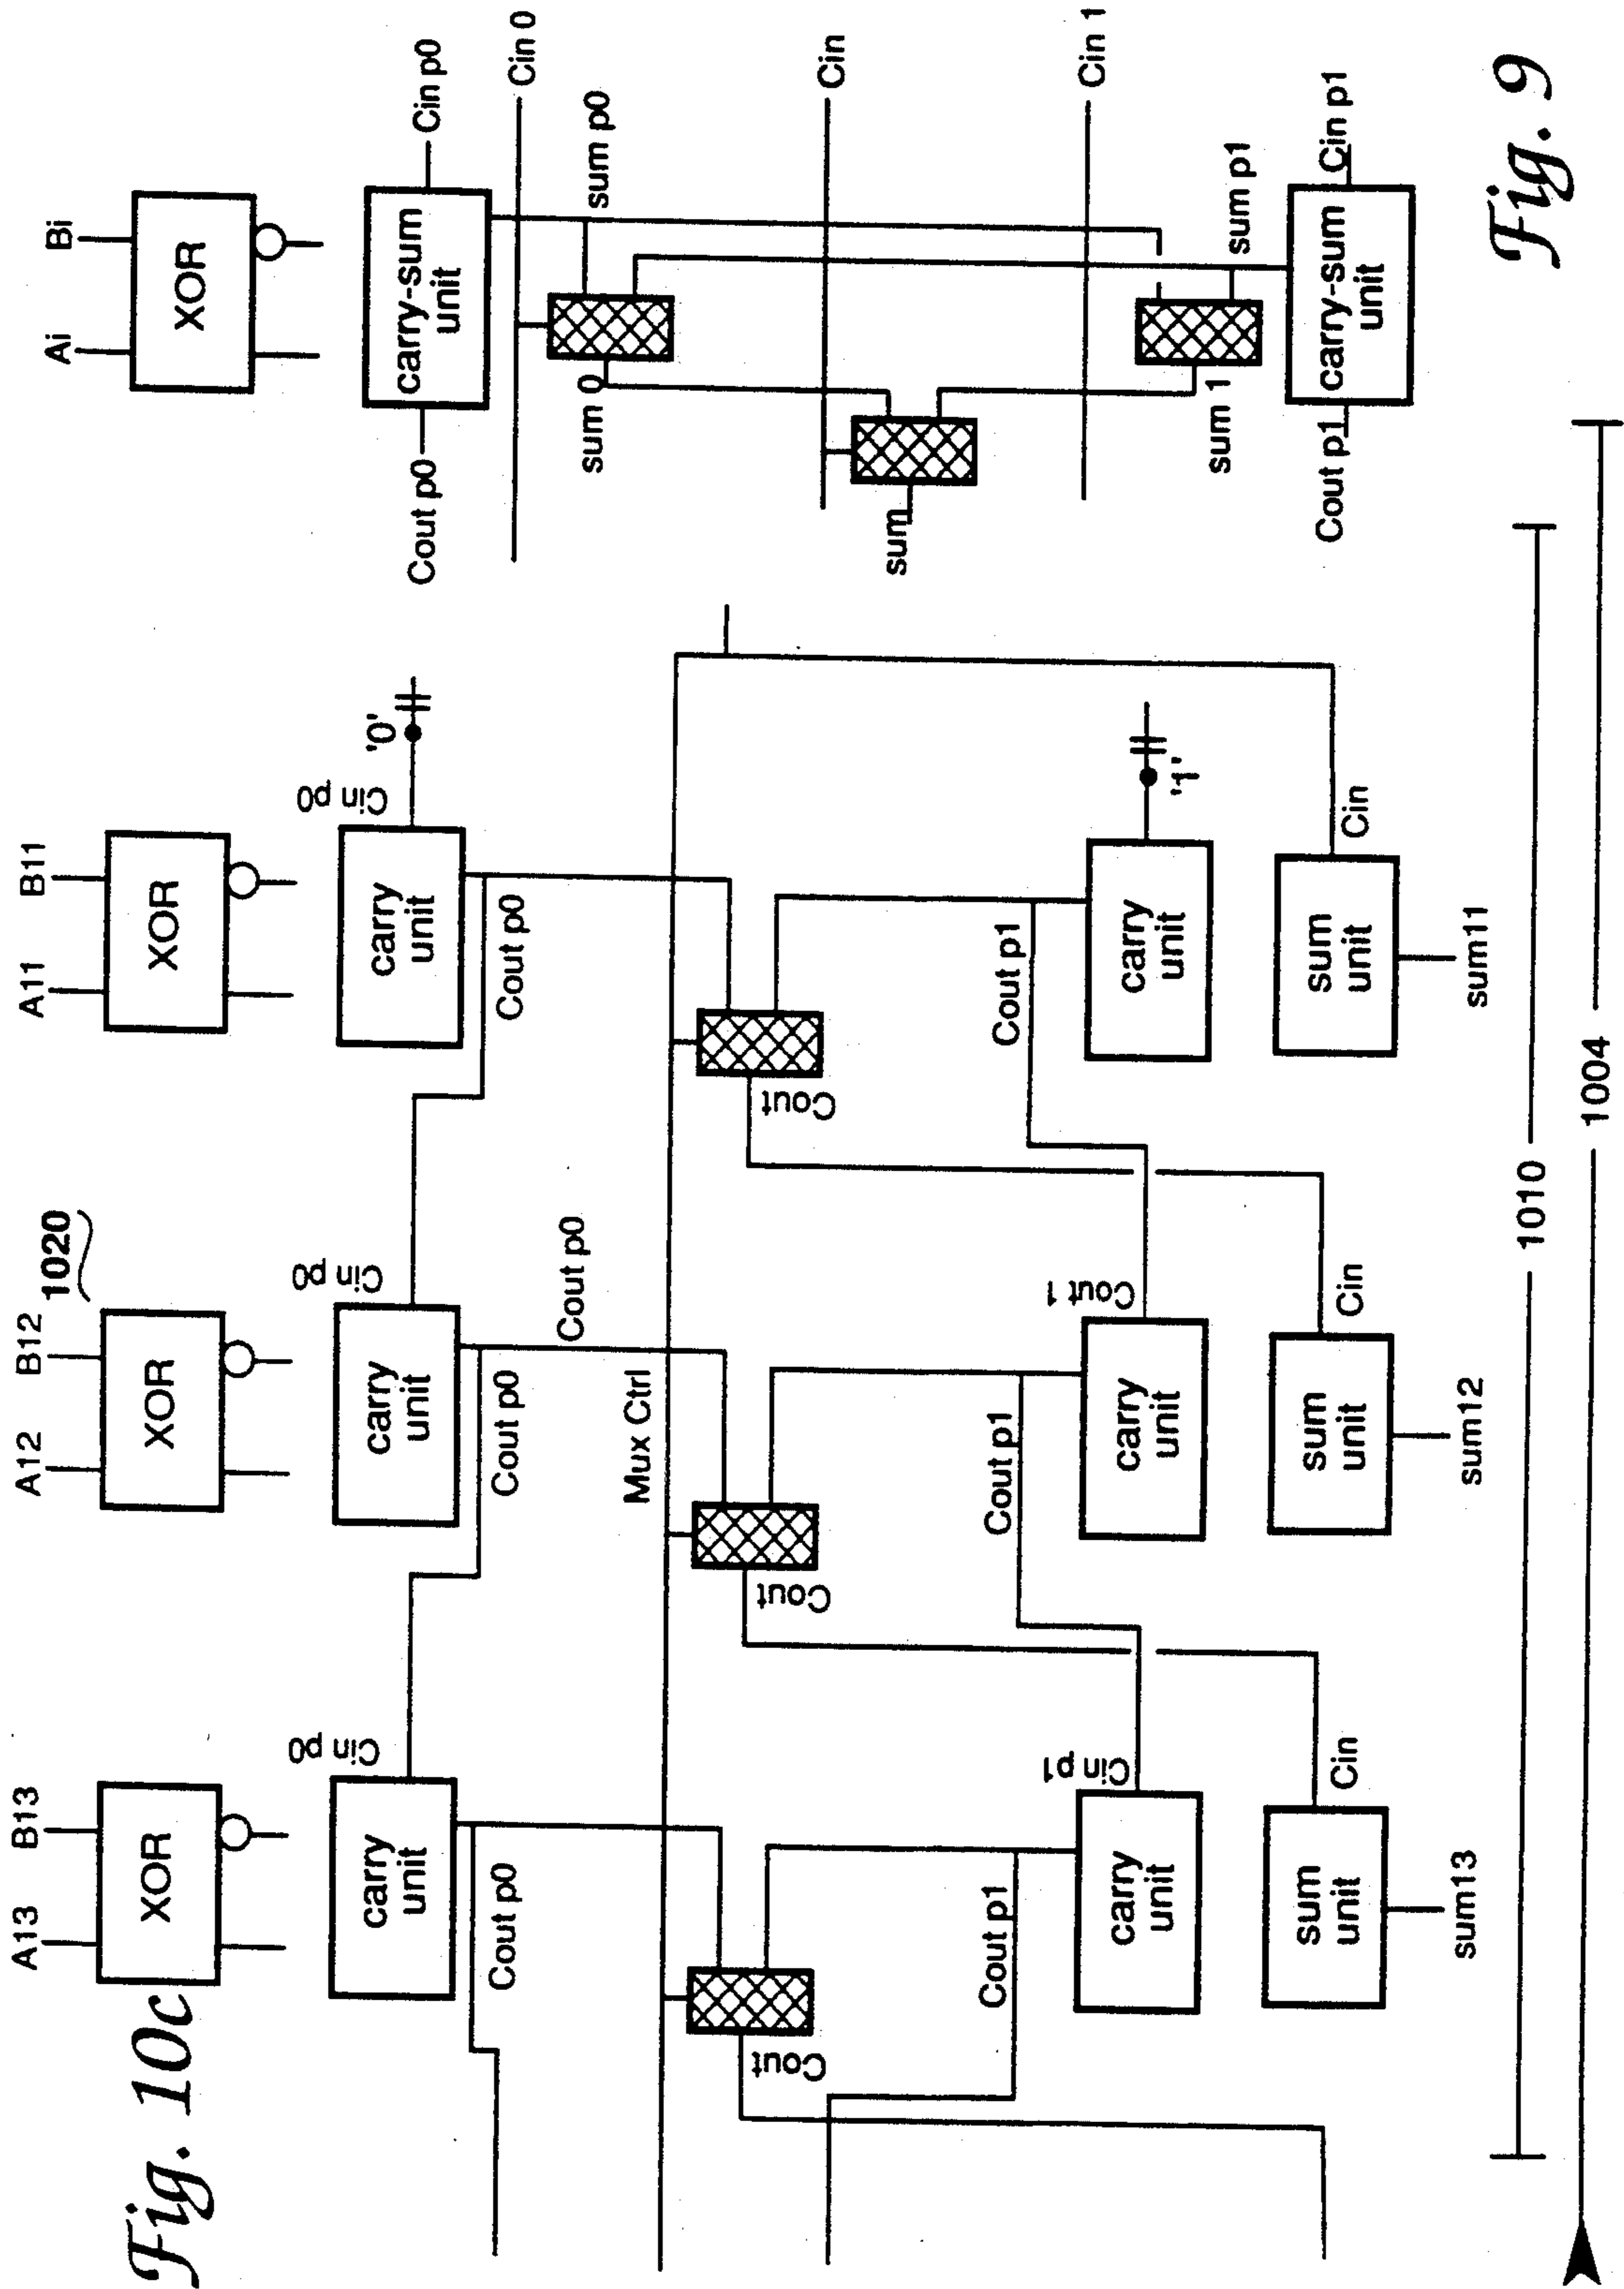 Fig. 10c
A13 B13
A12 B12
1020
A11 B11
XOR
XOR
XOR
Cin p0
Cin p0
Cin p0
'0'
carry unit
carry unit
carry unit
Cout p0
Cout p0
Cout p0
Cout p0
Mux Ctrl
Cout
Cout
Cout
Cout p1
Cout p1
Cout p1
Cin p1
Cout 1
'1'
carry unit
carry unit
carry unit
Cin
Cin
Cin
sum unit
sum unit
sum unit
sum13
sum12
sum11
1010
1004
Ai Bi
XOR
Cout p0
carry-sum unit
Cin p0
Cin 0
sum p0
sum 0
Cin
sum
Cin 1
sum 1
sum p1
Cout p1
carry-sum unit
Cin p1
Fig. 9